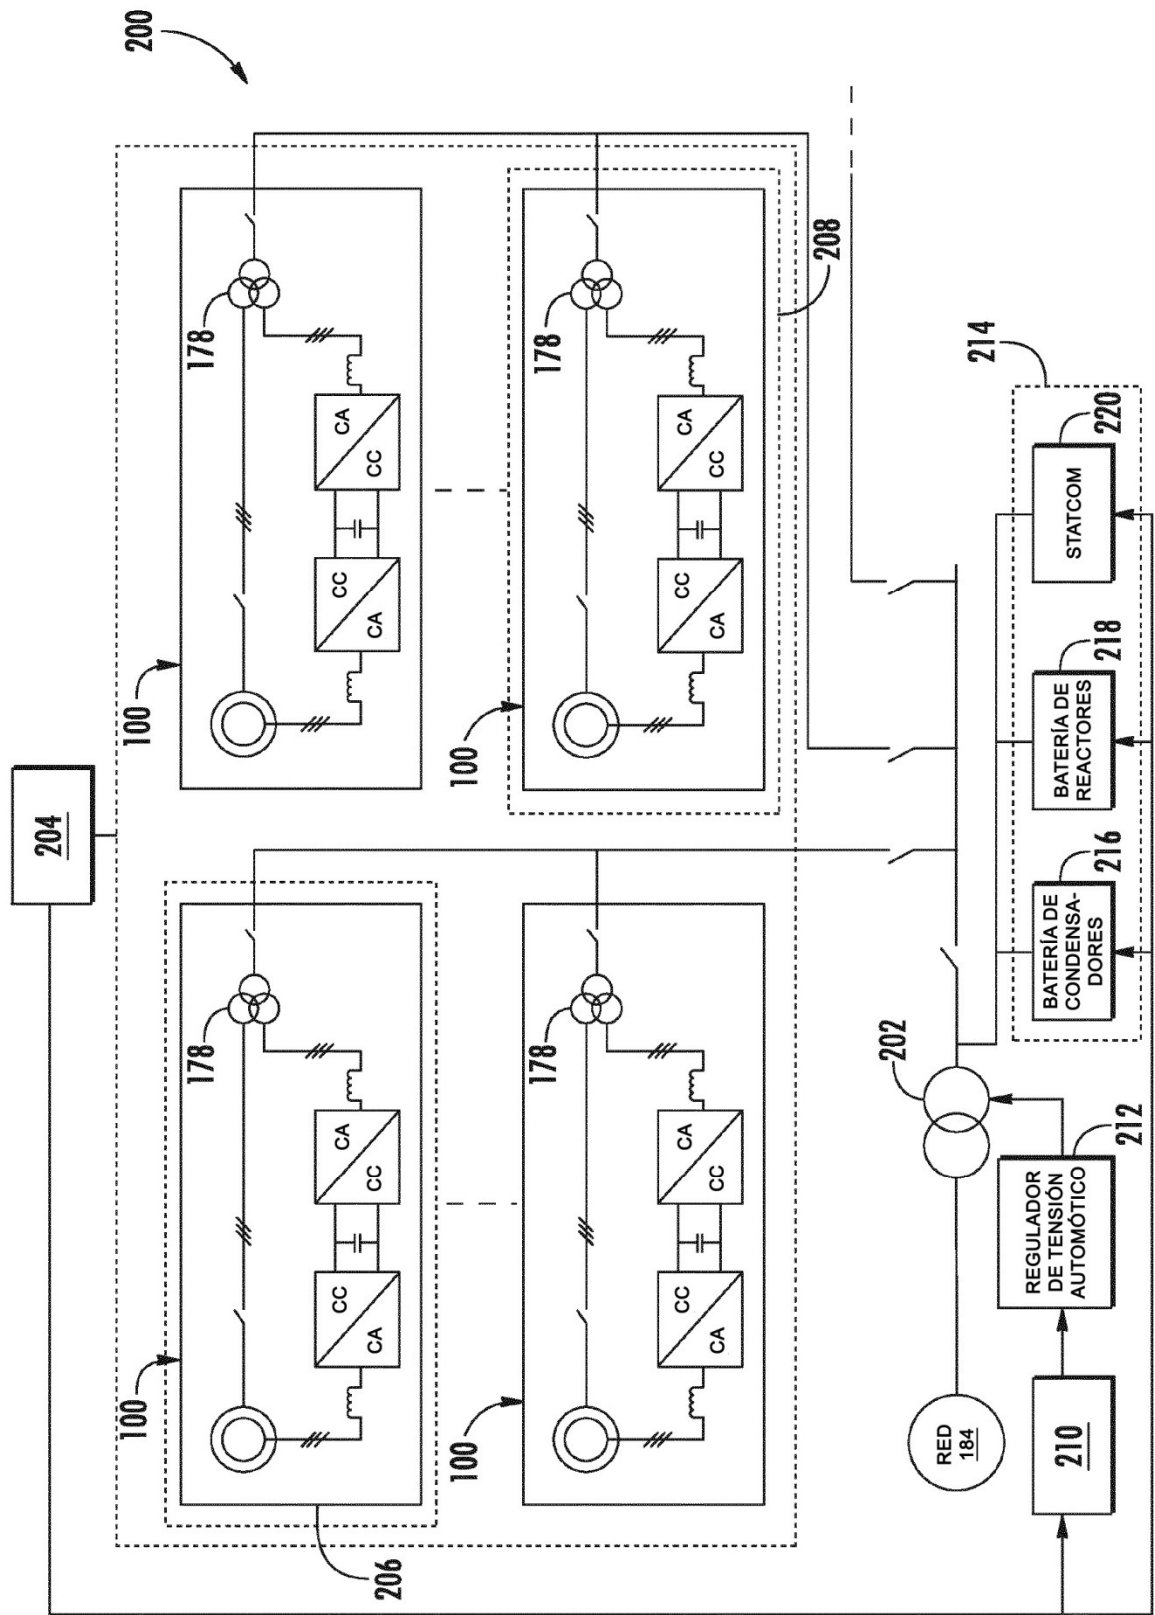 200
204
100
100
178
178
CC
CA
CA
CC
CC
CA
CA
CC
206
100
100
178
178
CC
CA
CA
CC
CC
CA
CA
CC
208
202
RED
184
214
210
REGULADOR
DE TENSIÓN
AUTOMÓTICO
212
BATERÍA DE
CONDENSA-
DORES
216
BATERÍA DE
REACTORES
218
STATCOM
220